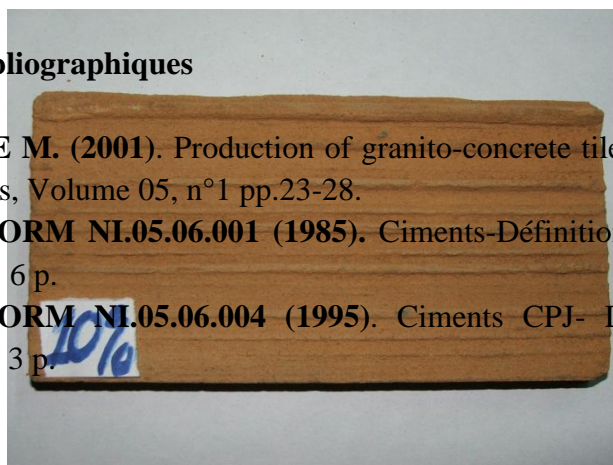 bliographiques
E M. (2001). Production of granito-concrete tile
s, Volume 05, n°1 pp.23-28.
ORM NI.05.06.001 (1985). Ciments-Définitio
6 p.
ORM NI.05.06.004 (1995). Ciments CPJ- D
3 p.
10%